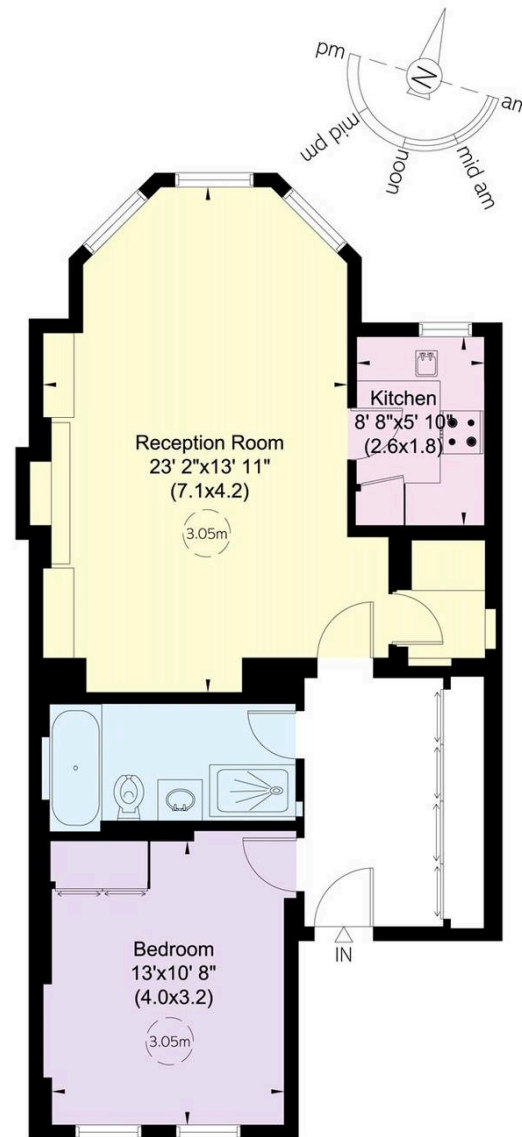 N
pm
am
mid pm
noon
mid am
Kitchen
8' 8"x5' 10"
(2.6x1.8)
Reception Room
23' 2"x13' 11"
(7.1x4.2)
3.05m
IN
Bedroom
13'x10' 8"
(4.0x3.2)
3.05m